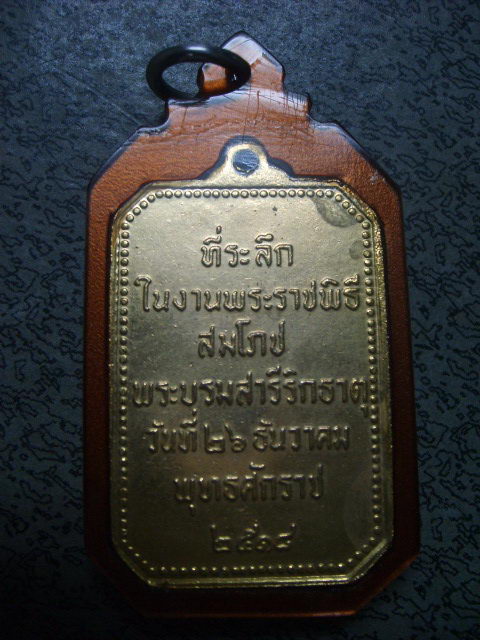 ที่ระลึก
ในงานพระราชพิธี
สมโภช
พระบรมสารีริกธาตุ
วันที่ ๒๖ ธันวาคม
พุทธศักราช
๒๕๑๘